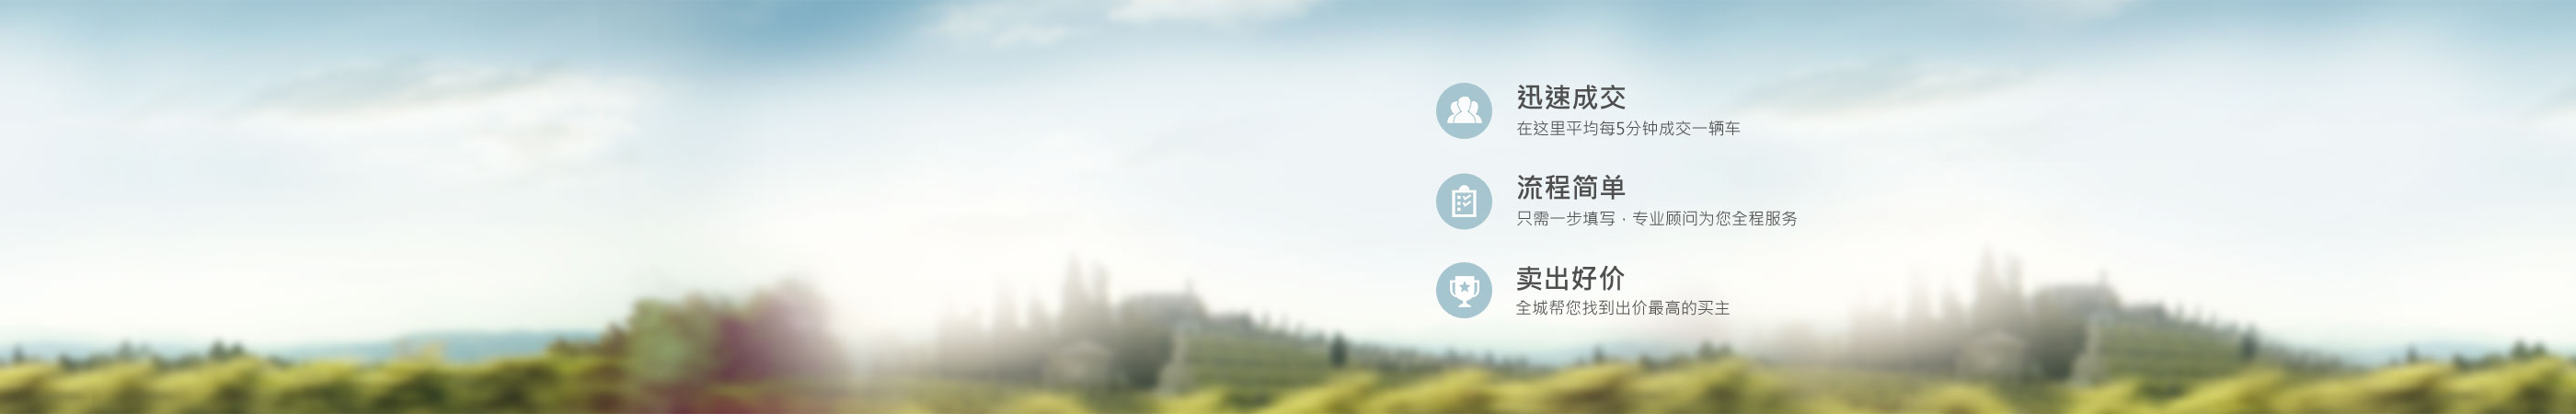 迅速成交
在这里平均每5分钟成交一辆车
流程简单
只需一步填写 · 专业顾问为您全程服务
卖出好价
全城帮您找到出价最高的买主